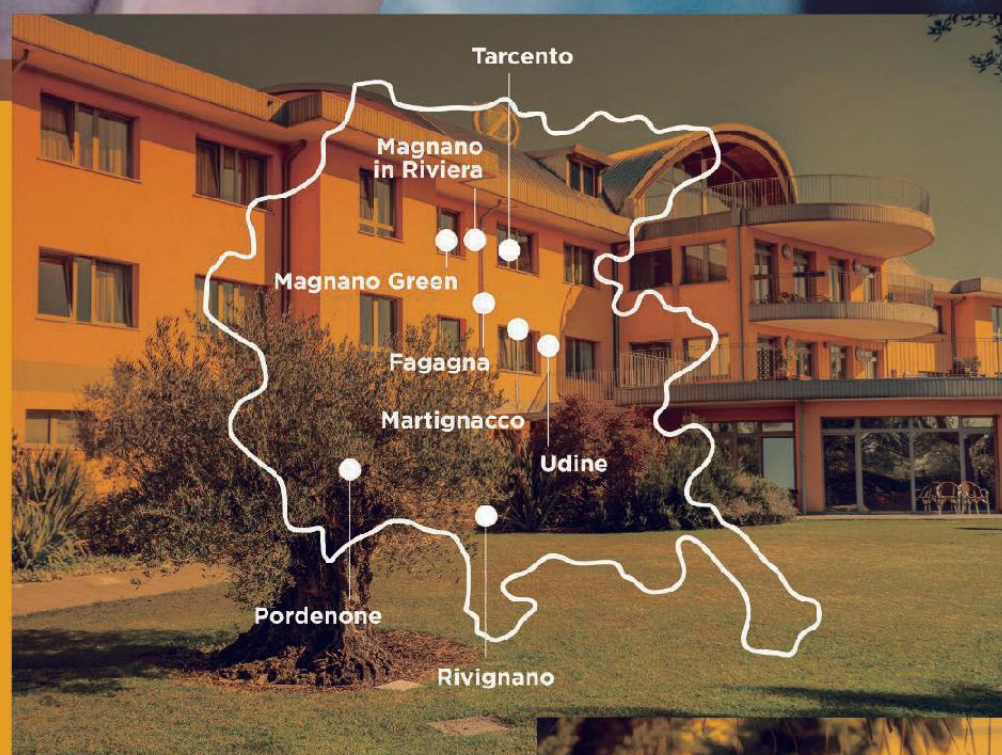 Tarcento
Magnano
in Riviera
Magnano Green
Fagagna
Martignacco
Udine
Pordenone
Rivignano